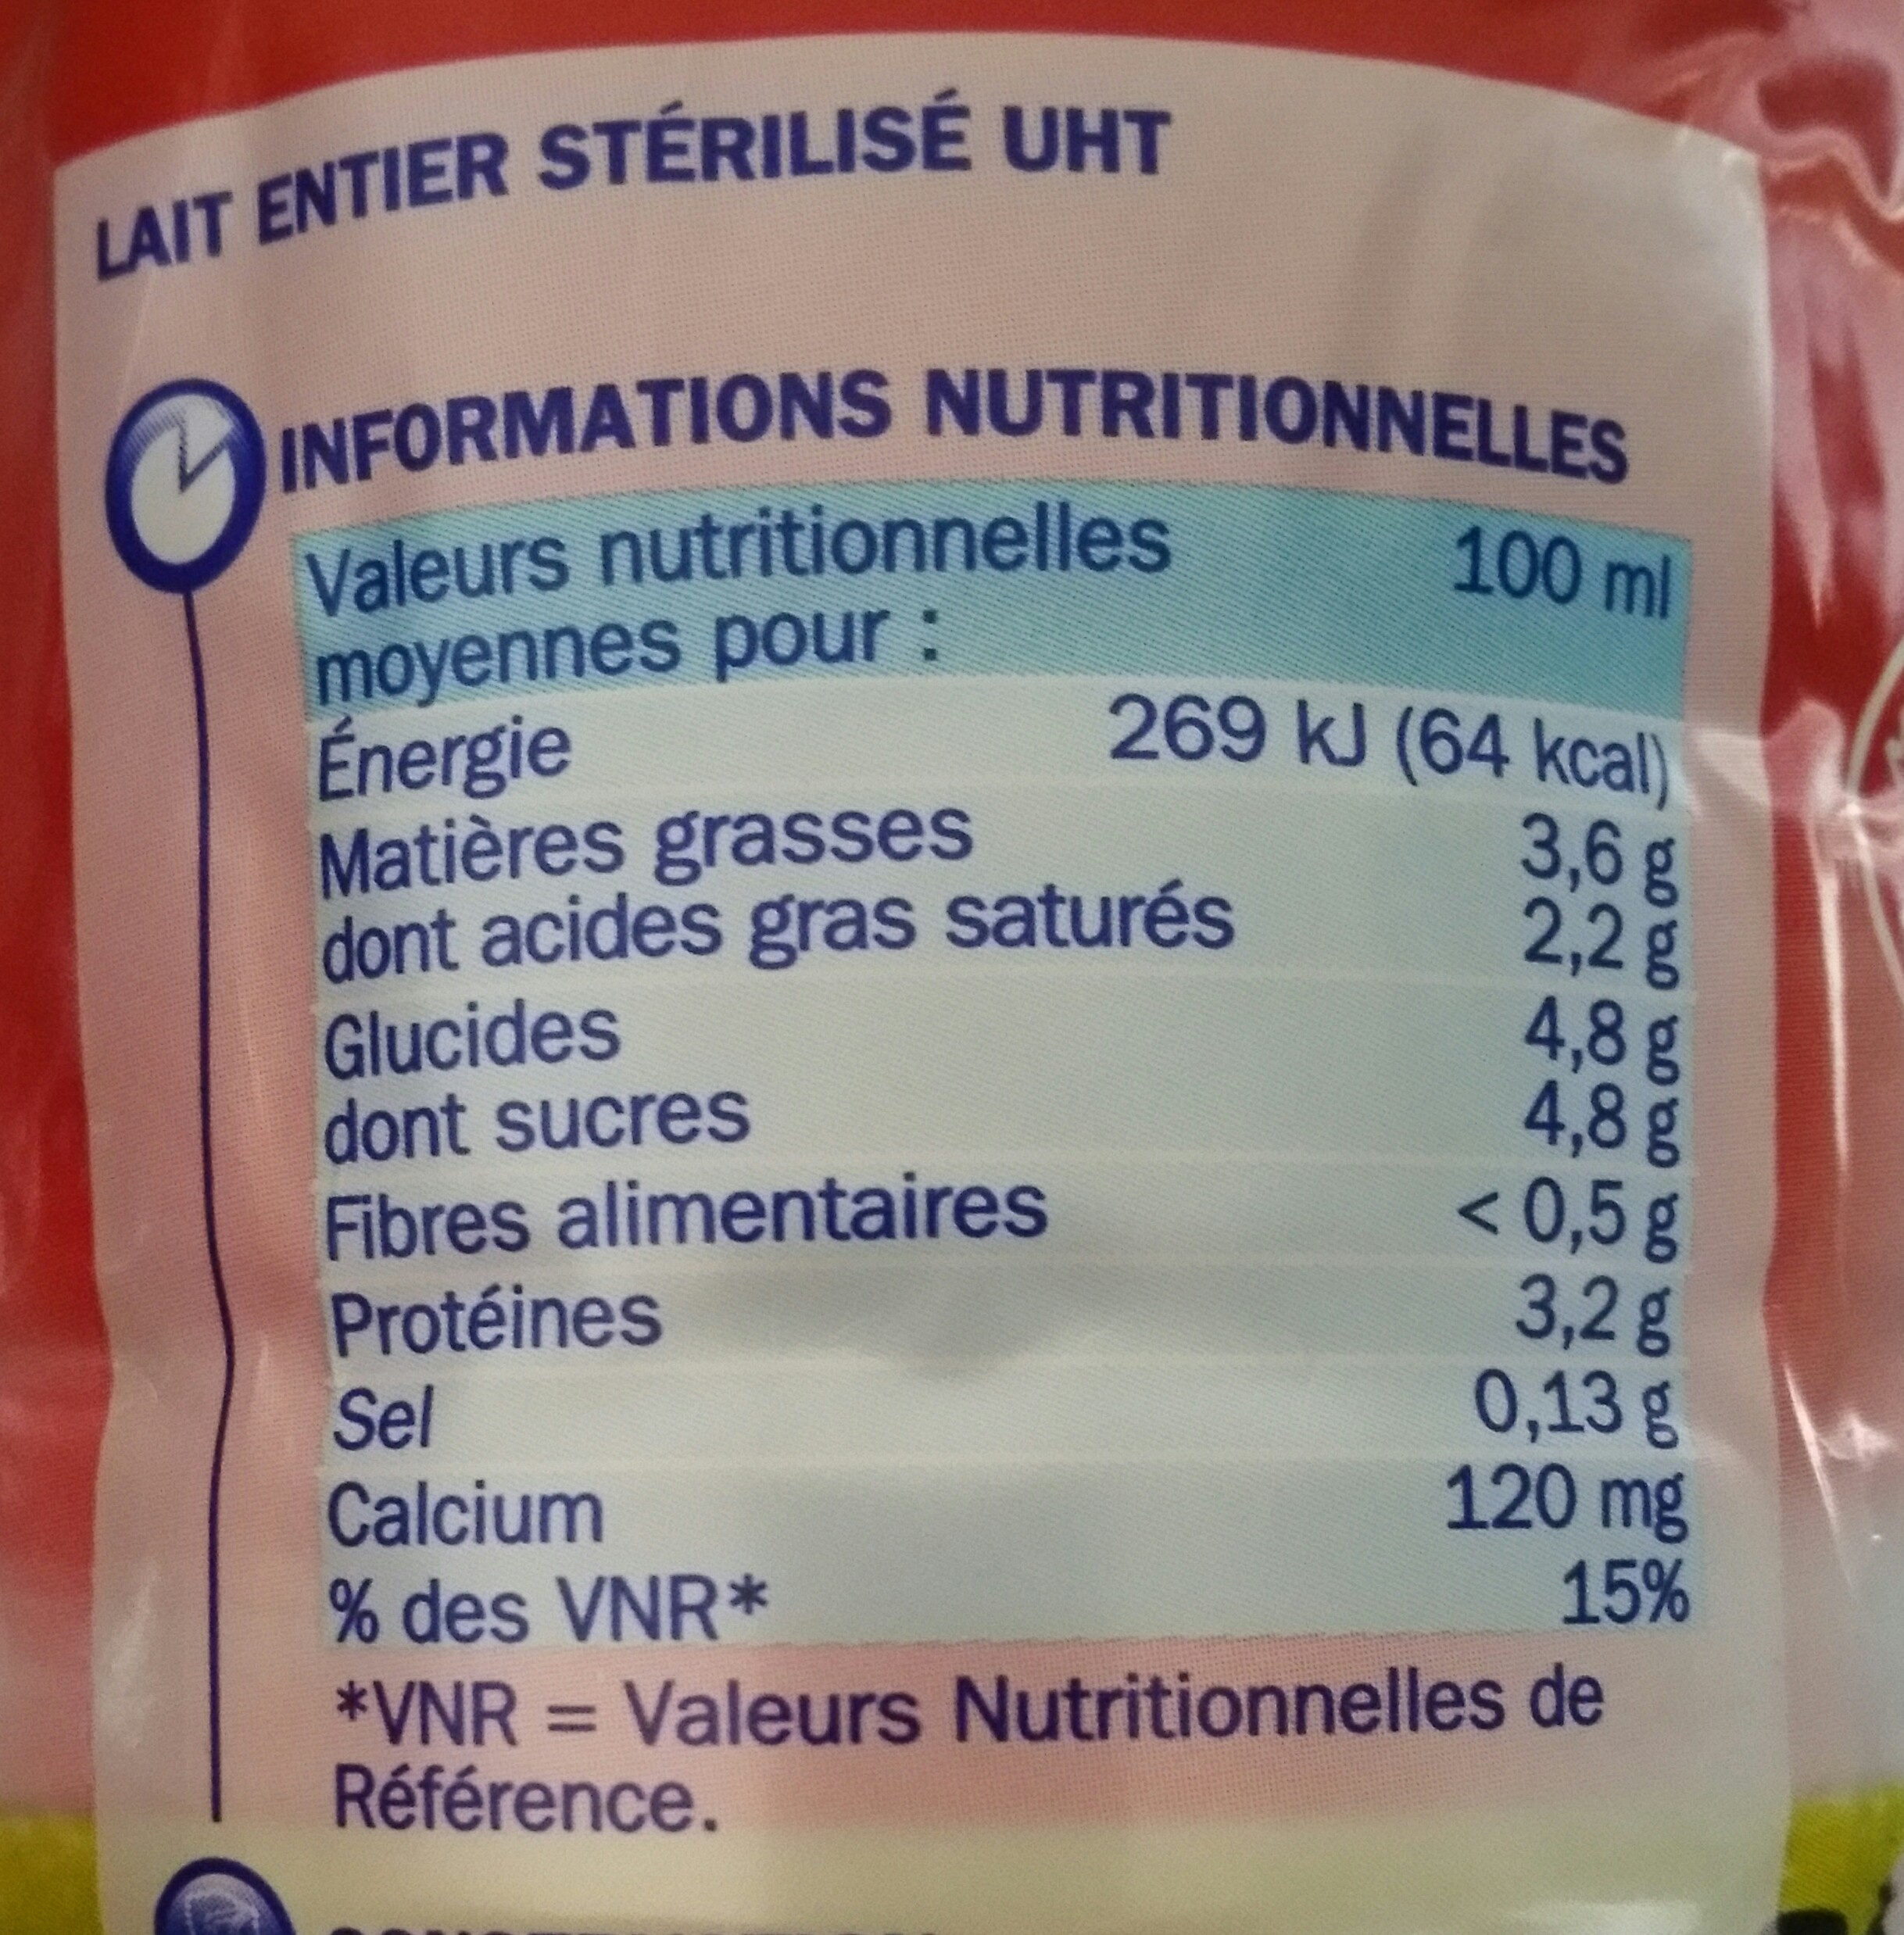 LAIT ENTIER STÉRILISÉ UHT
INFORMATIONS NUTRITIONNELLES
Valeurs nutritionnelles 100 ml
moyennes pour :
Énergie 269 kJ (64 kcal)
Matières grasses 3,6 g
dont acides gras saturés 2,2 g
Glucides 4,8 g
dont sucres 4,8 g
Fibres alimentaires < 0,5 g
Protéines 3,2 g
Sel 0,13 g
Calcium 120 mg
% des VNR* 15%
*VNR = Valeurs Nutritionnelles de
Référence.